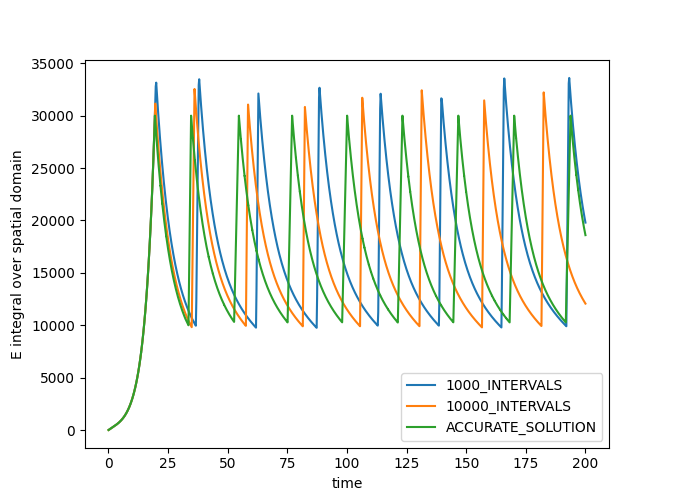 35000
30000
25000
20000
15000
10000
5000
0
E integral over spatial domain
1000_INTERVALS
10000_INTERVALS
ACCURATE_SOLUTION
0 25 50 75 100 125 150 175 200
time